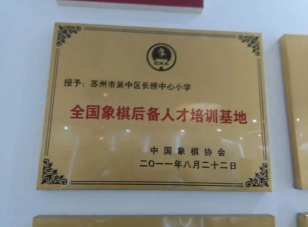 授予：苏州市吴中区长桥中心小学
全国象棋后备人才培训基地
中国象棋协会
二〇一一年八月二十二日